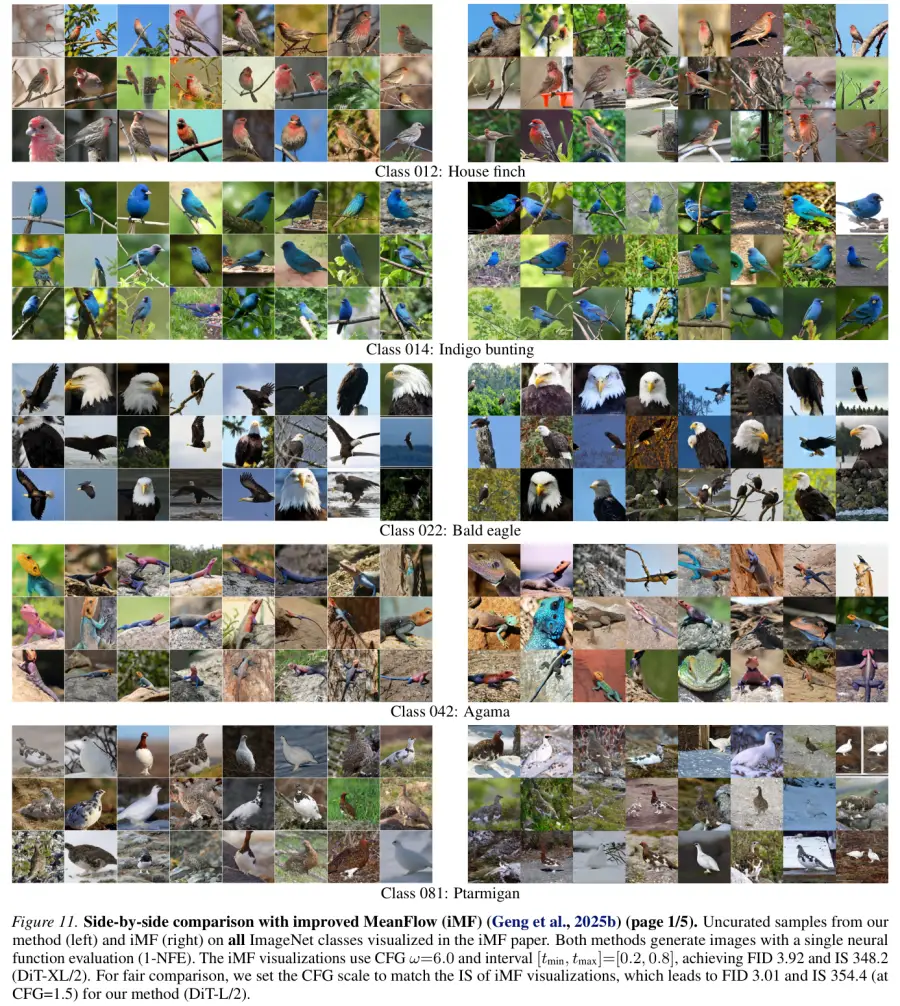 Class 012: House finch
Class 014: Indigo bunting
Class 022: Bald eagle
Class 042: Agama
Class 081: Ptarmigan
Figure 11. Side-by-side comparison with improved MeanFlow (iMF) (Geng et al., 2025b) (page 1/5). Uncurated samples from our
method (left) and iMF (right) on all ImageNet classes visualized in the iMF paper. Both methods generate images with a single neural
function evaluation (1-NFE). The iMF visualizations use CFG ω=6.0 and interval [tmin, tmax]=[0.2, 0.8], achieving FID 3.92 and IS 348.2
(DiT-XL/2). For fair comparison, we set the CFG scale to match the IS of iMF visualizations, which leads to FID 3.01 and IS 354.4 (at
CFG=1.5) for our method (DiT-L/2).